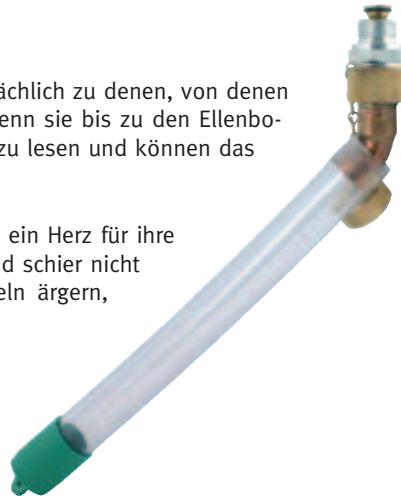 ächlich zu denen, von denen
enn sie bis zu den Ellenbo-
zu lesen und können das
ein Herz für ihre
d schier nicht
eln ärgern,